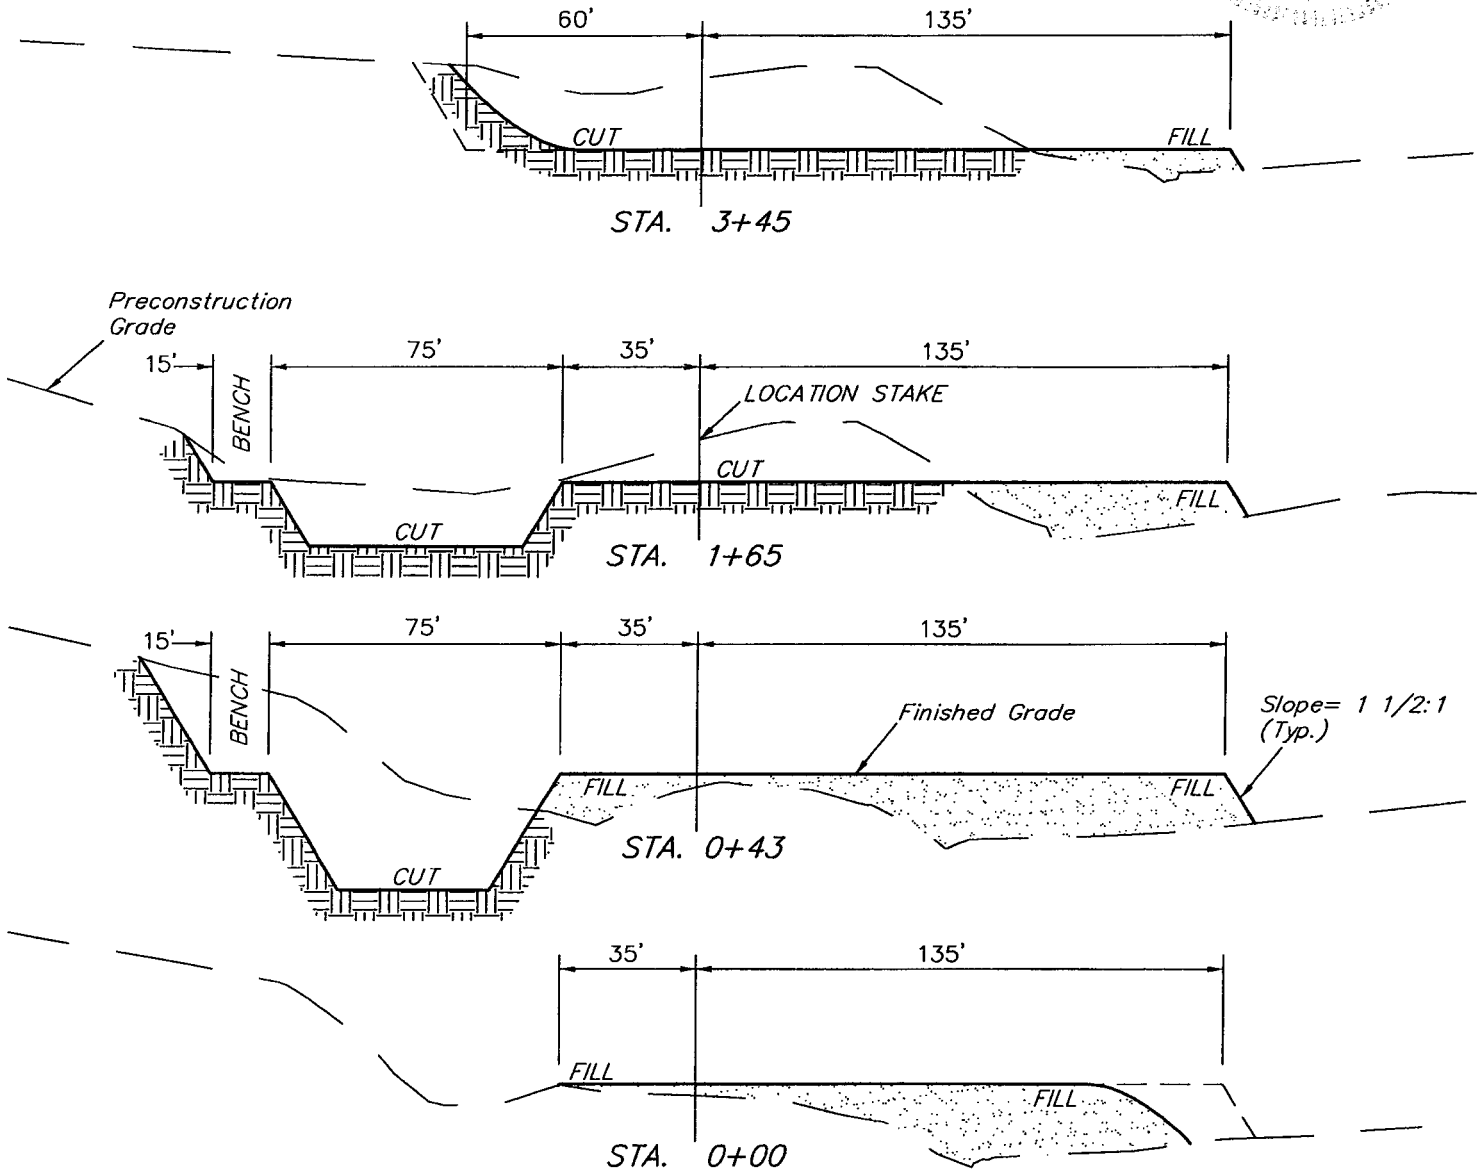 60' 135'
CUT FILL
STA. 3+45
Preconstruction
Grade
15' 75' 35' 135'
BENCH
LOCATION STAKE
CUT
FILL
CUT
STA. 1+65
15' 75' 35' 135'
BENCH
Finished Grade
Slope= 1 1/2:1
(Typ.)
FILL FILL
STA. 0+43
CUT
35' 135'
FILL
FILL
STA. 0+00